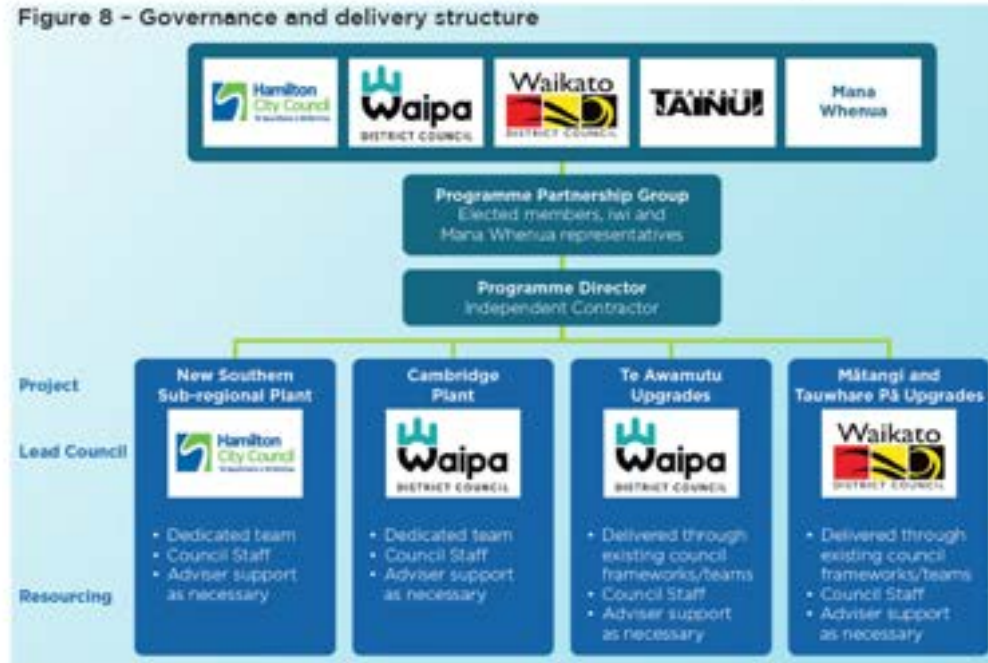 Figure 8 – Governance and delivery structure
Hamilton
City Council
Waipa
DISTRICT COUNCIL
Waikato
DISTRICT COUNCIL
WAIKATO
TAINUI
Mana
Whenua
Programme Partnership Group
Elected members, iwi and
Mana Whenua representatives
Programme Director
Independent Contractor
Project
New Southern
Sub-regional Plant
Cambridge
Plant
Te Awamutu
Upgrades
Mātangi and
Tauwhare Pā Upgrades
Lead Council
Hamilton
City Council
Waipa
DISTRICT COUNCIL
Waipa
DISTRICT COUNCIL
Waikato
DISTRICT COUNCIL
Resourcing
• Dedicated team
• Council Staff
• Adviser support
as necessary
• Dedicated team
• Council Staff
• Adviser support
as necessary
• Delivered through
existing council
frameworks/teams
• Council Staff
• Adviser support
as necessary
• Delivered through
existing council
frameworks/teams
• Council Staff
• Adviser support
as necessary